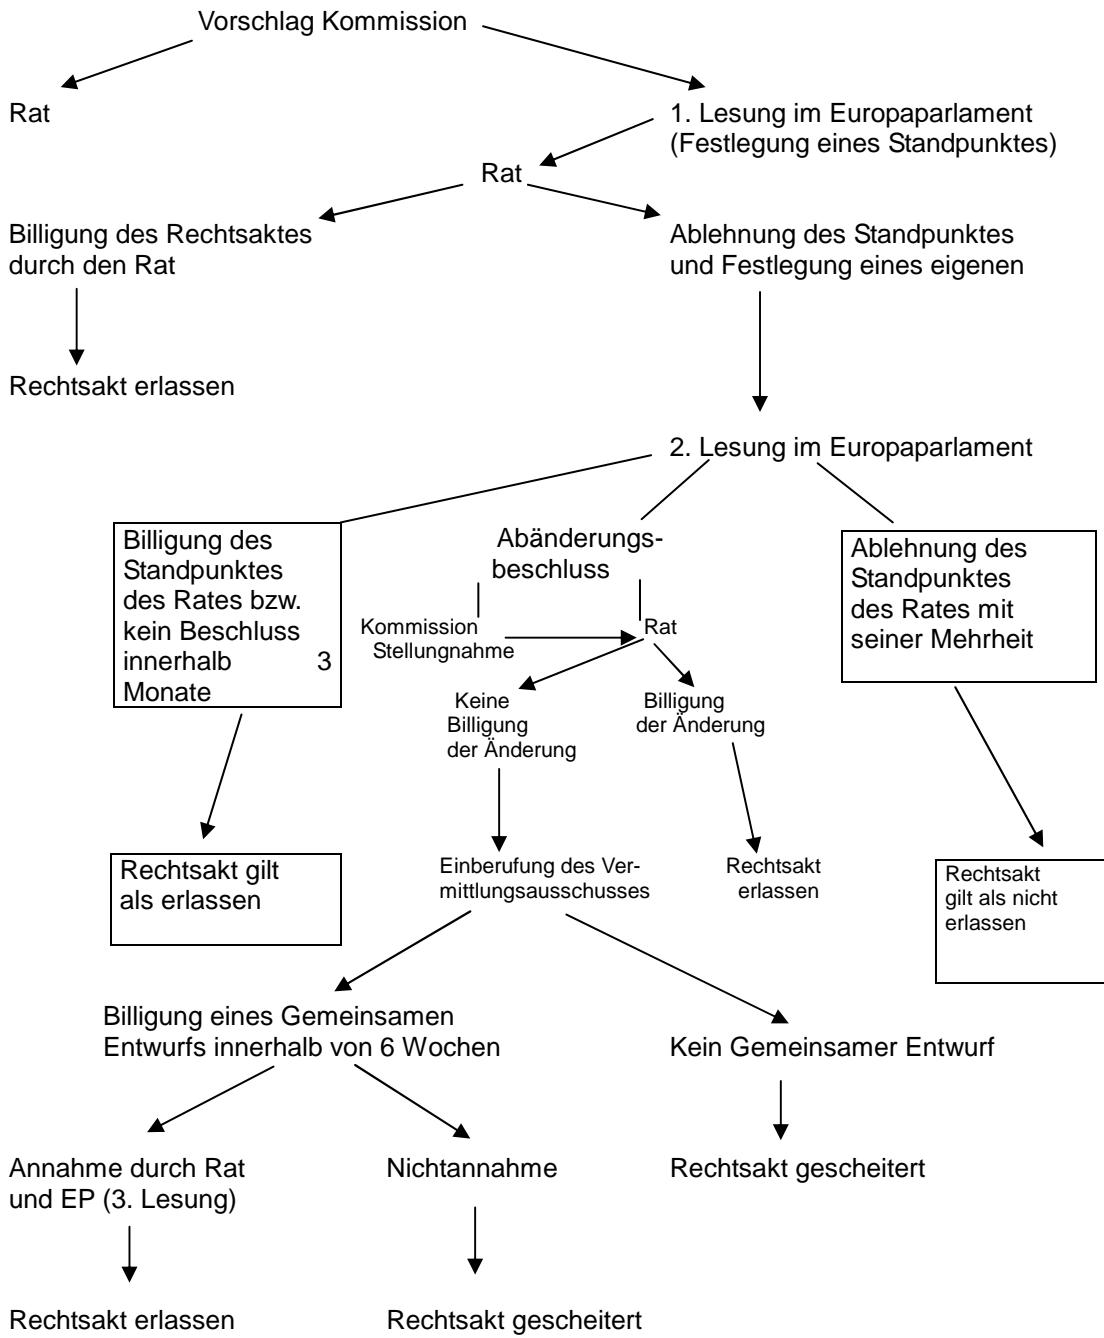 Vorschlag Kommission
Rat
1. Lesung im Europaparlament
(Festlegung eines Standpunktes)
Rat
Billigung des Rechtsaktes
durch den Rat
Ablehnung des Standpunktes
und Festlegung eines eigenen
Rechtsakt erlassen
2. Lesung im Europaparlament
Billigung des
Standpunktes
des Rates bzw.
kein Beschluss
innerhalb 3
Monate
Abänderungs-
beschluss
Ablehnung des
Standpunktes
des Rates mit
seiner Mehrheit
Kommission
Stellungnahme
Rat
Keine
Billigung
der Änderung
Billigung
der Änderung
Rechtsakt gilt
als erlassen
Einberufung des Ver-
mittlungsausschusses
Rechtsakt
erlassen
Rechtsakt
gilt als nicht
erlassen
Billigung eines Gemeinsamen
Entwurfs innerhalb von 6 Wochen
Kein Gemeinsamer Entwurf
Annahme durch Rat
und EP (3. Lesung)
Nichtannahme
Rechtsakt gescheitert
Rechtsakt erlassen
Rechtsakt gescheitert